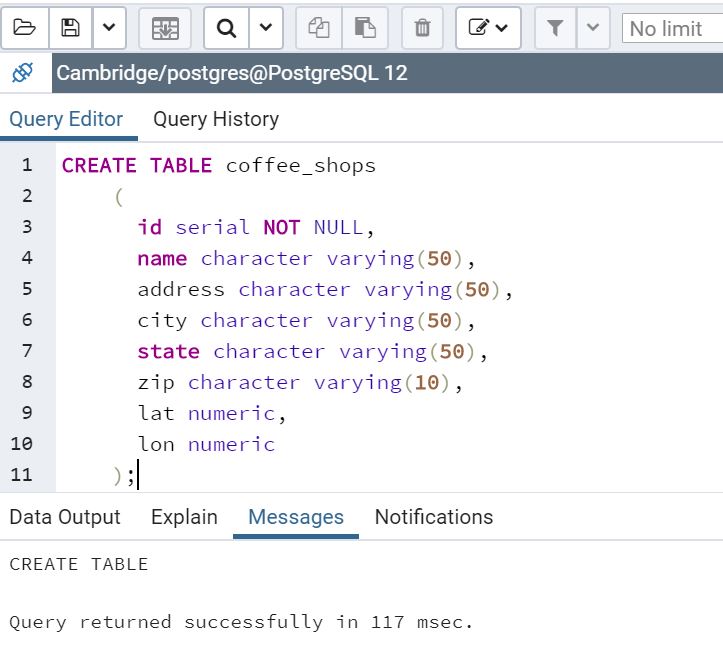 No limit
Cambridge/postgres@PostgreSQL 12
Query Editor Query History
1 CREATE TABLE coffee_shops
2 (
3 id serial NOT NULL,
4 name character varying(50),
5 address character varying(50),
6 city character varying(50),
7 state character varying(50),
8 zip character varying(10),
9 lat numeric,
10 lon numeric
11 );
Data Output Explain Messages Notifications
CREATE TABLE
Query returned successfully in 117 msec.